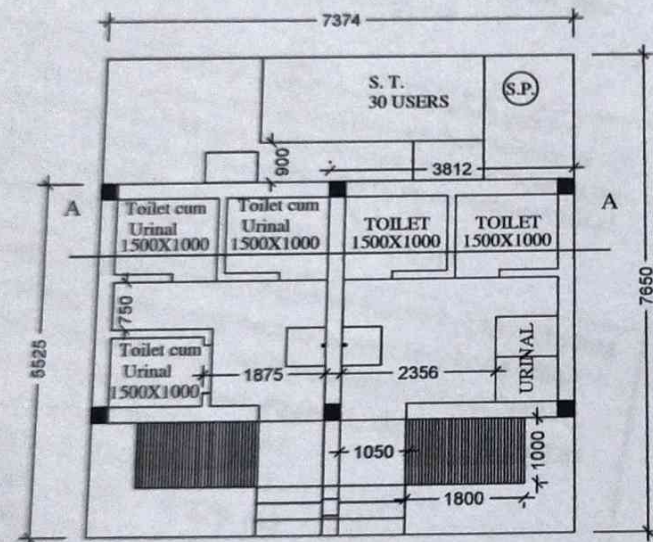 7374
S. T.
30 USERS
S.P.
900
3812
A
A
Toilet cum
Urinal
1500X1000
Toilet cum
Urinal
1500X1000
TOILET
1500X1000
TOILET
1500X1000
750
5525
7650
Toilet cum
Urinal
1500X1000
1875
2356
URINAL
1050
1000
1800